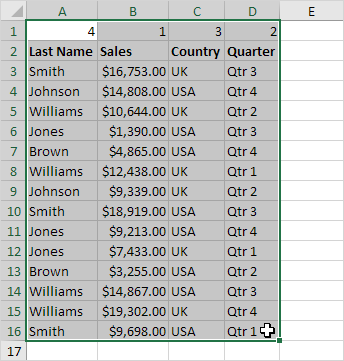 A B C D E
1 4 1 3 2
2 Last Name Sales Country Quarter
3 Smith $16,753.00 UK Qtr 3
4 Johnson $14,808.00 USA Qtr 4
5 Williams $10,644.00 UK Qtr 2
6 Jones $1,390.00 USA Qtr 3
7 Brown $4,865.00 USA Qtr 4
8 Williams $12,438.00 UK Qtr 1
9 Johnson $9,339.00 UK Qtr 2
10 Smith $18,919.00 USA Qtr 3
11 Jones $9,213.00 USA Qtr 4
12 Jones $7,433.00 UK Qtr 1
13 Brown $3,255.00 USA Qtr 2
14 Williams $14,867.00 USA Qtr 3
15 Williams $19,302.00 UK Qtr 4
16 Smith $9,698.00 USA Qtr 1
17